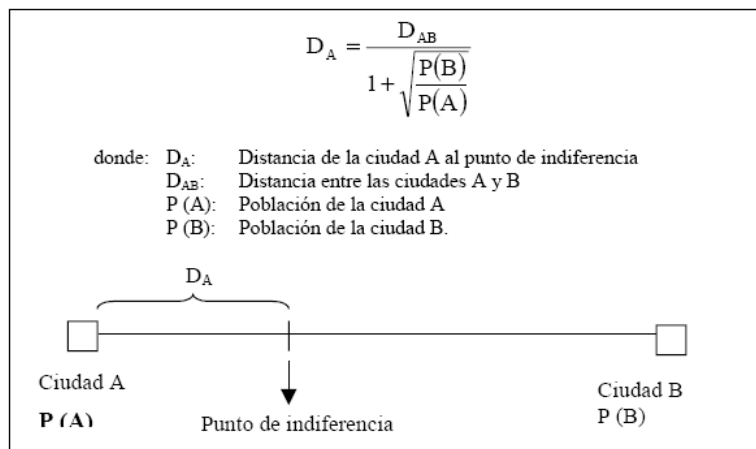 D_A = D_AB / (1 + √(P(B)/P(A)))
donde: D_A: Distancia de la ciudad A al punto de indiferencia
D_AB: Distancia entre las ciudades A y B
P (A): Población de la ciudad A
P (B): Población de la ciudad B.
D_A
Ciudad A
P (A)
Punto de indiferencia
Ciudad B
P (B)